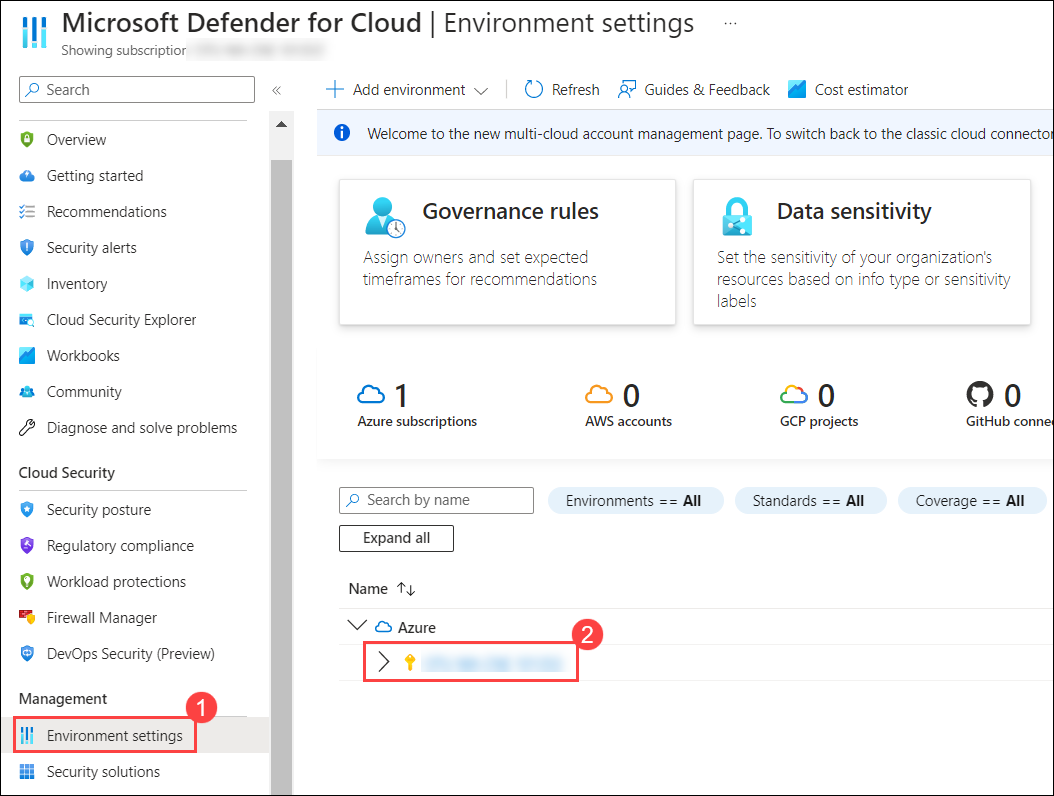 Microsoft Defender for Cloud | Environment settings ...
Showing subscription
Search
«
Overview
Getting started
Recommendations
Security alerts
Inventory
Cloud Security Explorer
Workbooks
Community
Diagnose and solve problems
Cloud Security
Security posture
Regulatory compliance
Workload protections
Firewall Manager
DevOps Security (Preview)
Management
1
Environment settings
Security solutions
Add environment
Refresh
Guides & Feedback
Cost estimator
Welcome to the new multi-cloud account management page. To switch back to the classic cloud connector
Governance rules
Assign owners and set expected
timeframes for recommendations
Data sensitivity
Set the sensitivity of your organization's
resources based on info type or sensitivity
labels
1
Azure subscriptions
0
AWS accounts
0
GCP projects
0
GitHub conne
Search by name
Environments == All
Standards == All
Coverage == All
Expand all
Name ↑↓
Azure
2